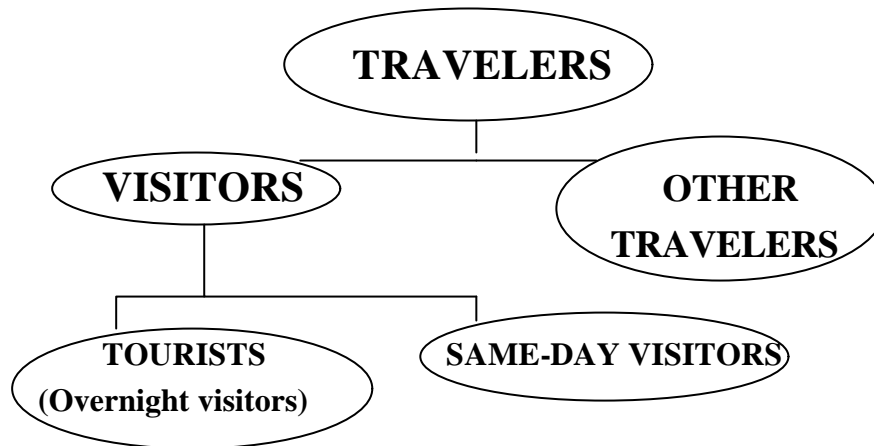 TRAVELERS
VISITORS
OTHER
TRAVELERS
TOURISTS
(Overnight visitors)
SAME-DAY VISITORS